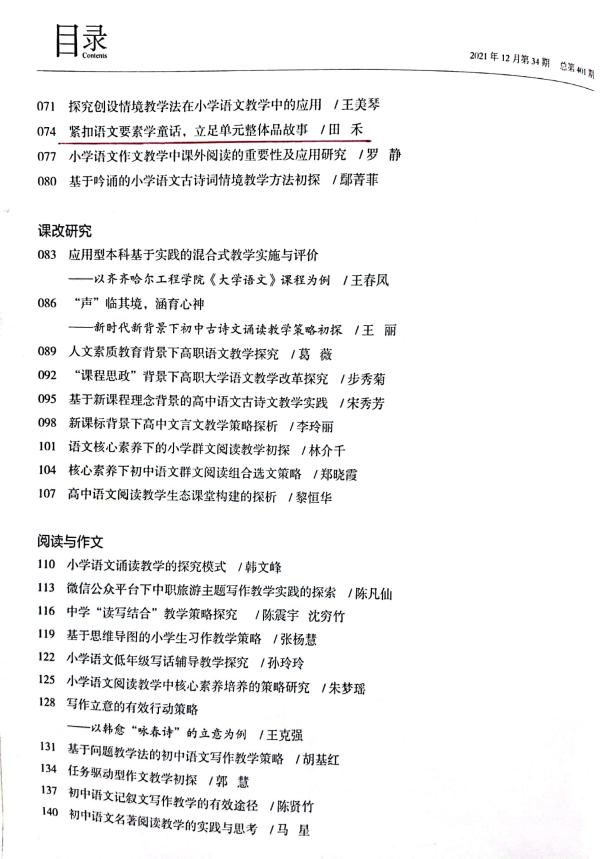 目录
Contents
2021年12月第34期 总第401期
071 探究创设情境教学法在小学语文教学中的应用 / 王美琴
074 紧扣语文要素学童话，立足单元整体品故事 / 田 禾
077 小学语文作文教学中课外阅读的重要性及应用研究 / 罗 静
080 基于吟诵的小学语文古诗词情境教学方法初探 / 鄢菁菲
课改研究
083 应用型本科基于实践的混合式教学实施与评价
——以齐齐哈尔工程学院《大学语文》课程为例 / 王春凤
086 “声”临其境，涵育心神
——新时代新背景下初中古诗文诵读教学策略初探 / 王 丽
089 人文素质教育背景下高职语文教学探究 / 葛 薇
092 “课程思政”背景下高职大学语文教学改革探究 / 步秀菊
095 基于新课程理念背景的高中语文古诗文教学实践 / 宋秀芳
098 新课标背景下高中文言文教学策略探析 / 李玲丽
101 语文核心素养下的小学群文阅读教学初探 / 林介千
104 核心素养下初中语文群文阅读组合选文策略 / 郑晓霞
107 高中语文阅读教学生态课堂构建的探析 / 黎恒华
阅读与作文
110 小学语文诵读教学的探究模式 / 韩文峰
113 微信公众平台下中职旅游主题写作教学实践的探索 / 陈凡仙
116 中学“读写结合”教学策略探究 / 陈震宇 沈穷竹
119 基于思维导图的小学生习作教学策略 / 张杨慧
122 小学语文低年级写话辅导教学探究 / 孙玲玲
125 小学语文阅读教学中核心素养培养的策略研究 / 朱梦瑶
128 写作立意的有效行动策略
——以韩愈“咏春诗”的立意为例 / 王克强
131 基于问题教学法的初中语文写作教学策略 / 胡基红
134 任务驱动型作文教学初探 / 郭 慧
137 初中语文记叙文写作教学的有效途径 / 陈贤竹
140 初中语文名著阅读教学的实践与思考 / 马 星